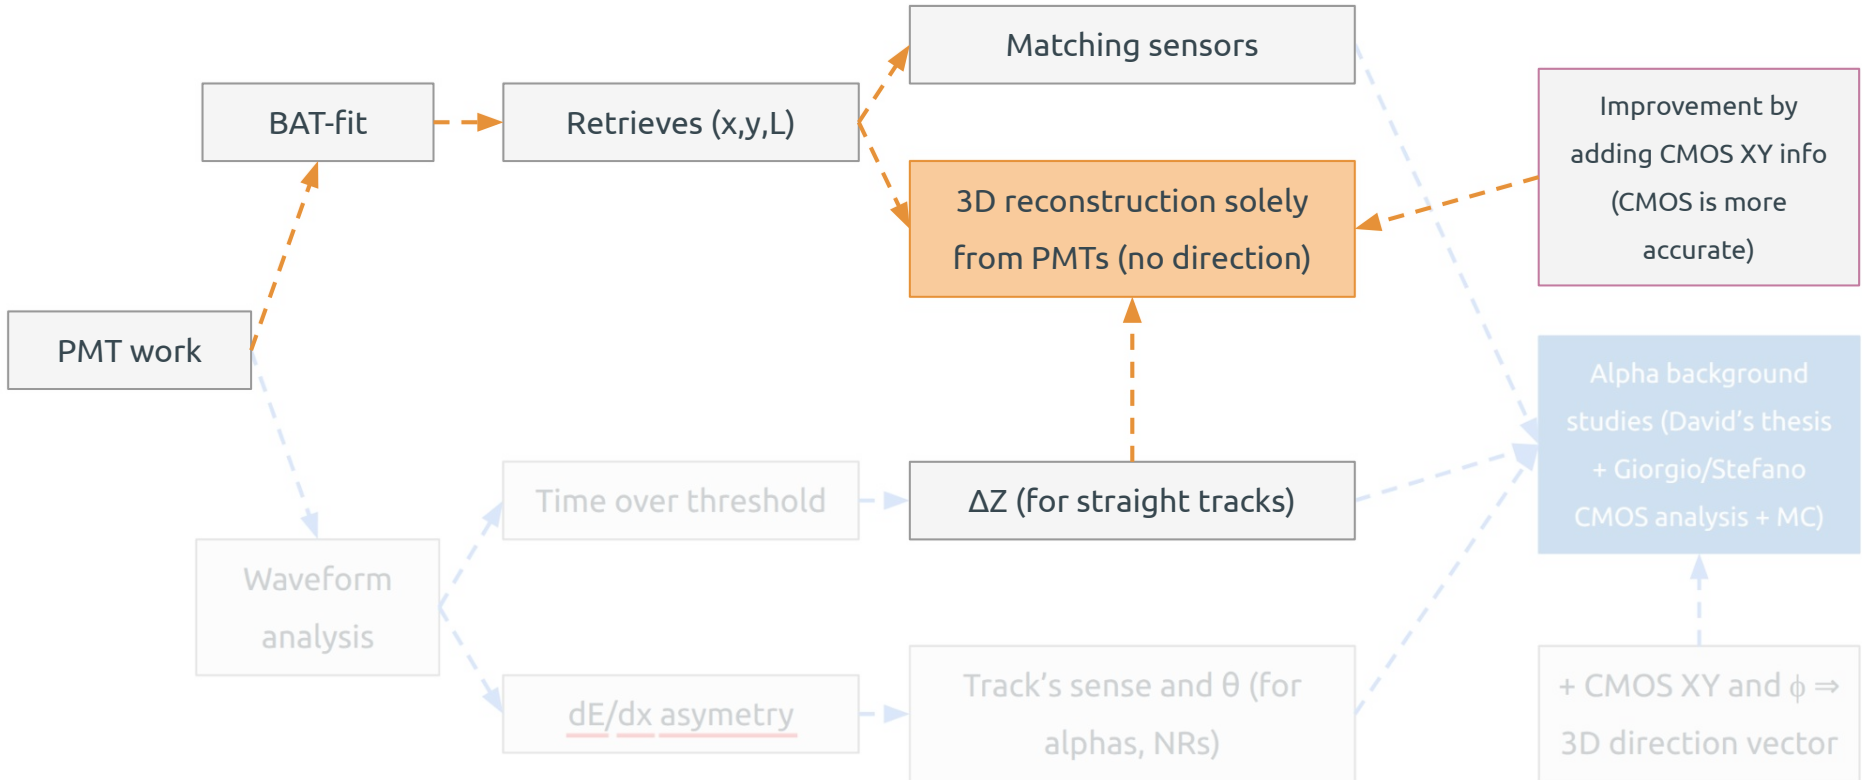 Matching sensors
BAT-fit
Retrieves (x,y,L)
Improvement by
adding CMOS XY info
(CMOS is more
accurate)
3D reconstruction solely
from PMTs (no direction)
PMT work
Alpha background
studies (David's thesis
+ Giorgio/Stefano
CMOS analysis + MC)
Time over threshold
ΔZ (for straight tracks)
Waveform
analysis
dE/dx asymetry
Track's sense and θ (for
alphas, NRs)
+ CMOS XY and ϕ ⇒
3D direction vector